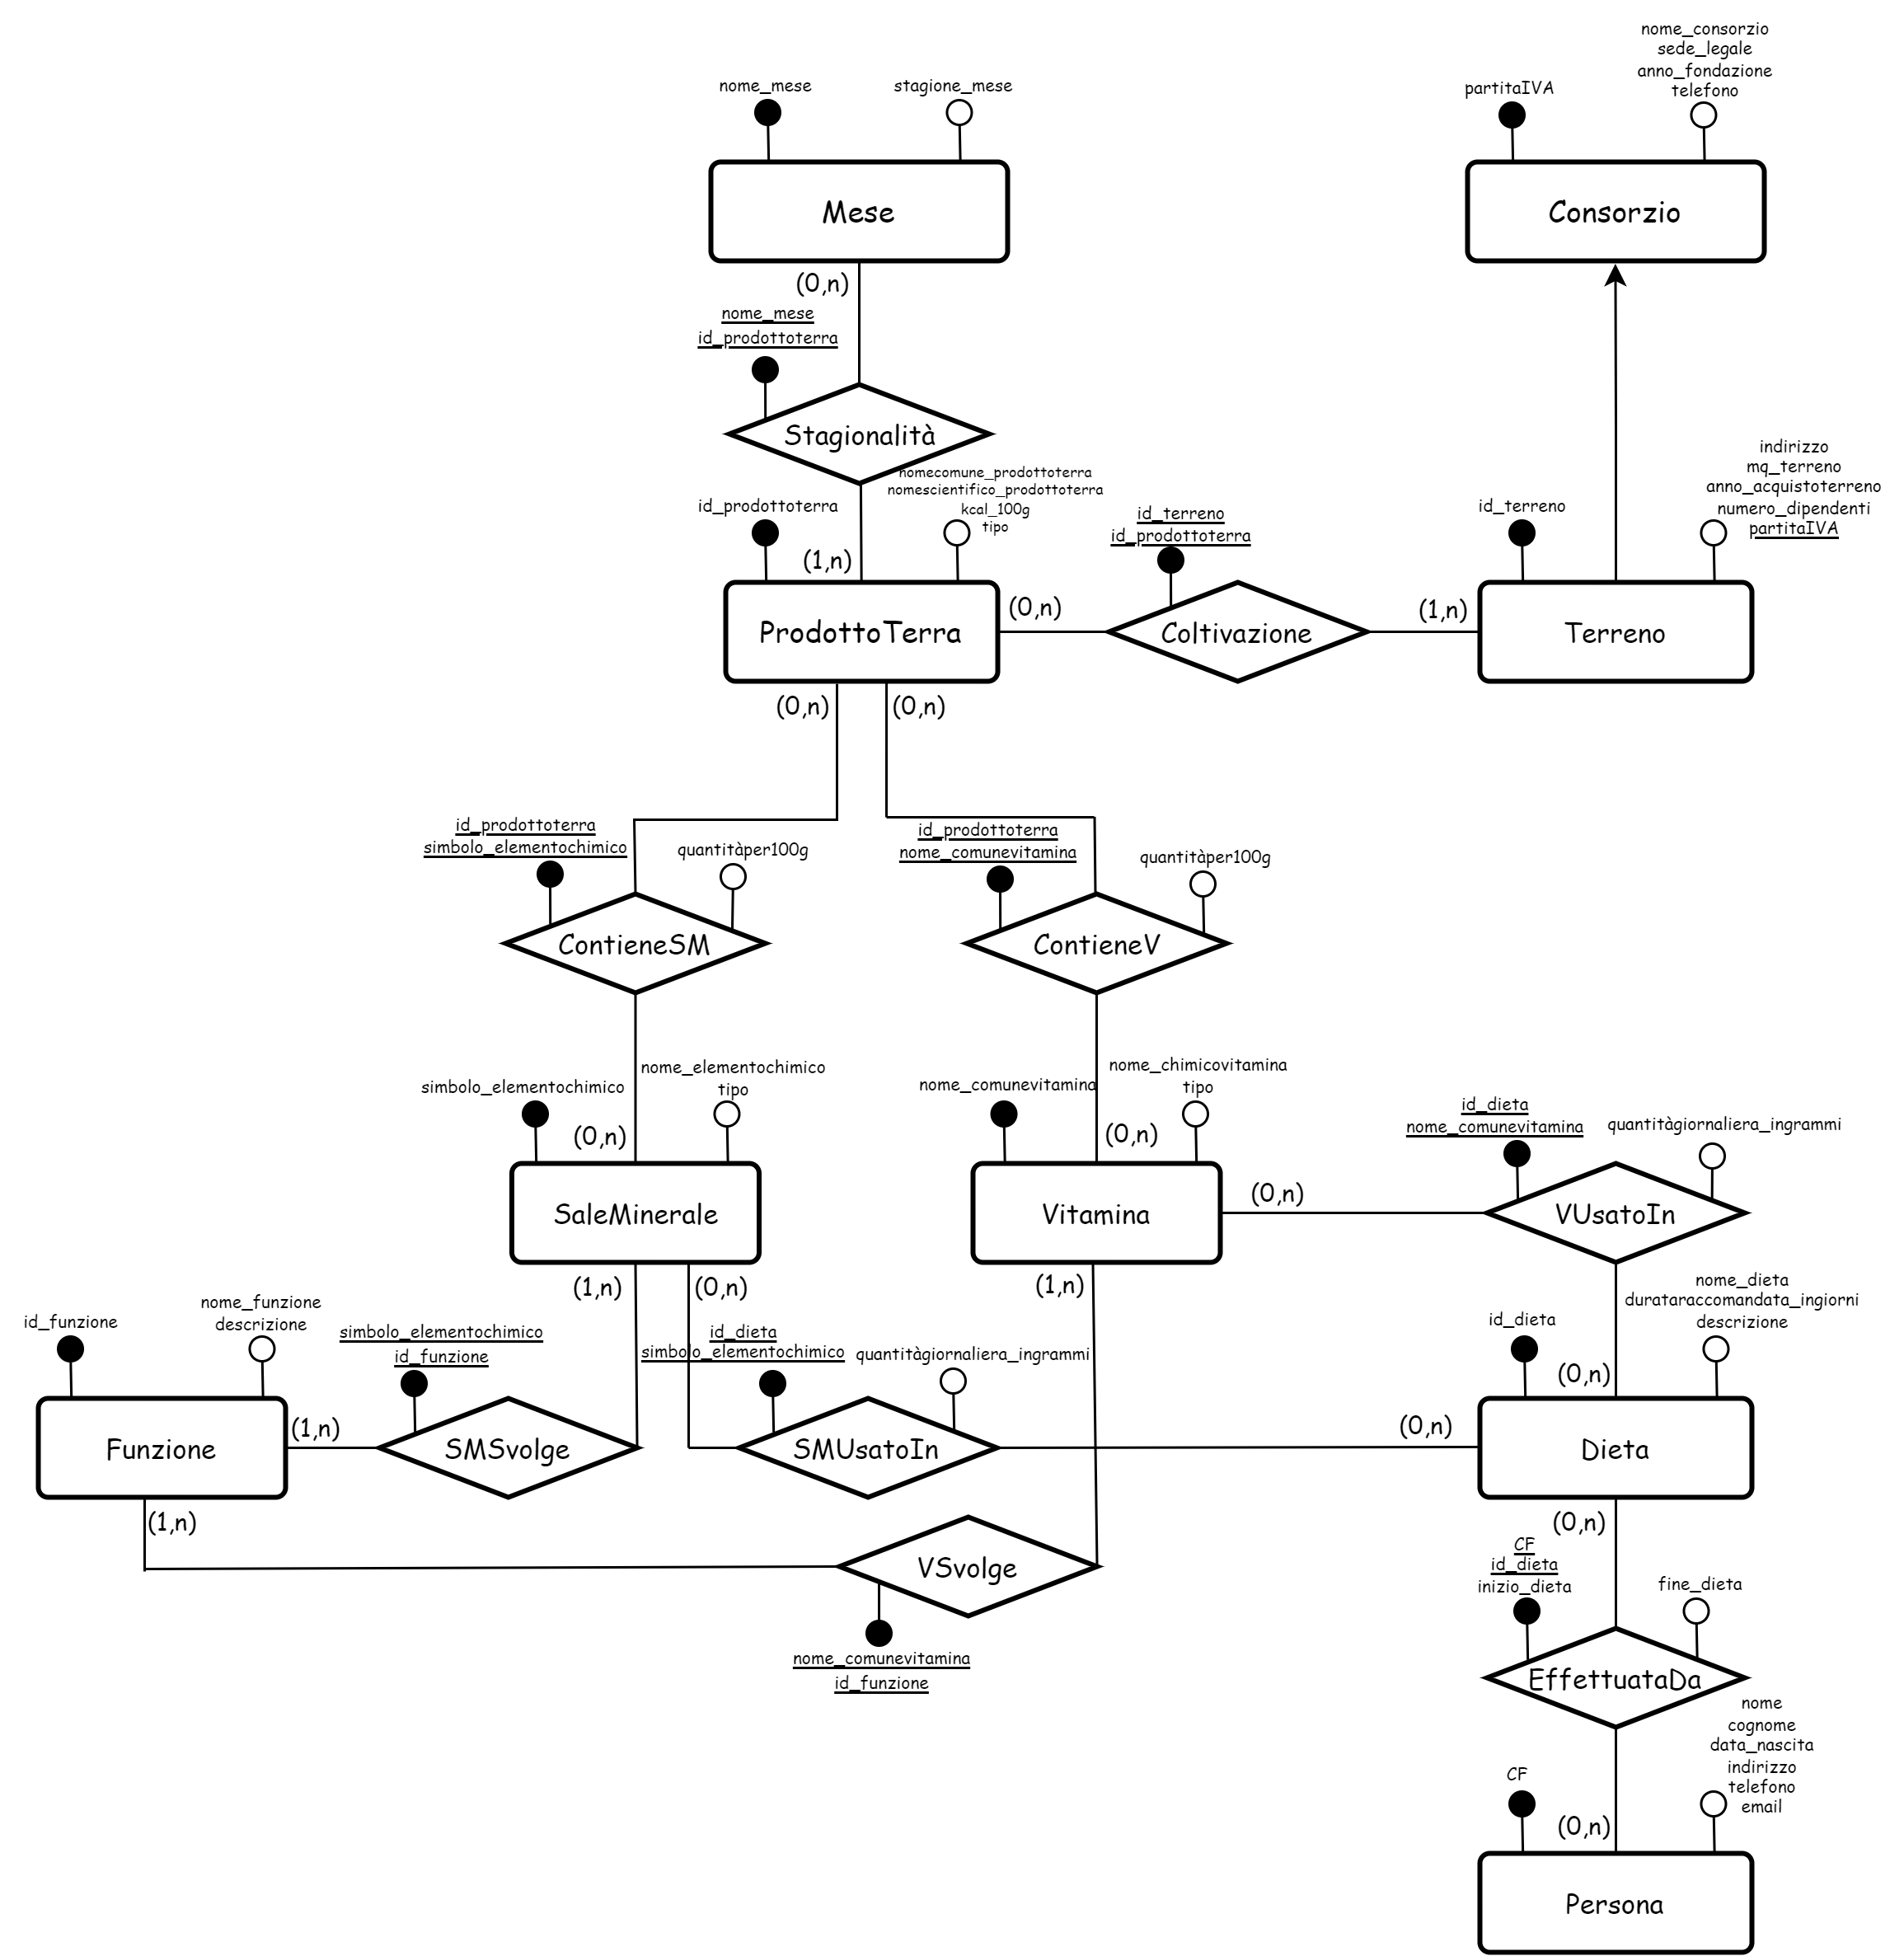 nome_consorzio
sede_legale
anno_fondazione
telefono
nome_mese
stagione_mese
partitaIVA
Mese
Consorzio
(0,n)
nome_mese
id_prodottoterra
Stagionalità
indirizzo
mq_terreno
anno_acquistoterreno
numero_dipendenti
partitaIVA
nomecomune_prodottoterra
nomescientifico_prodottoterra
kcal_100g
tipo
id_prodottoterra
id_terreno
id_prodottoterra
id_terreno
(1,n)
ProdottoTerra
(0,n)
Coltivazione
(1,n)
Terreno
(0,n)
(0,n)
id_prodottoterra
simbolo_elementochimico
quantitàper100g
id_prodottoterra
nome_comunevitamina
quantitàper100g
ContieneSM
ContieneV
simbolo_elementochimico
nome_elementochimico
tipo
nome_comunevitamina
nome_chimicovitamina
tipo
id_dieta
nome_comunevitamina
quantitàgiornaliera_ingrammi
(0,n)
(0,n)
SaleMinerale
Vitamina
(0,n)
VUsatoIn
(1,n)
(0,n)
(1,n)
id_funzione
nome_funzione
descrizione
simbolo_elementochimico
id_funzione
id_dieta
simbolo_elementochimico
quantitàgiornaliera_ingrammi
id_dieta
nome_dieta
durataraccomandata_ingiorni
descrizione
(0,n)
Funzione
(1,n)
SMSvolge
SMUsatoIn
(0,n)
Dieta
(1,n)
VSvolge
nome_comunevitamina
id_funzione
(0,n)
CF
id_dieta
inizio_dieta
fine_dieta
EffettuataDa
nome
cognome
data_nascita
indirizzo
telefono
email
CF
(0,n)
Persona